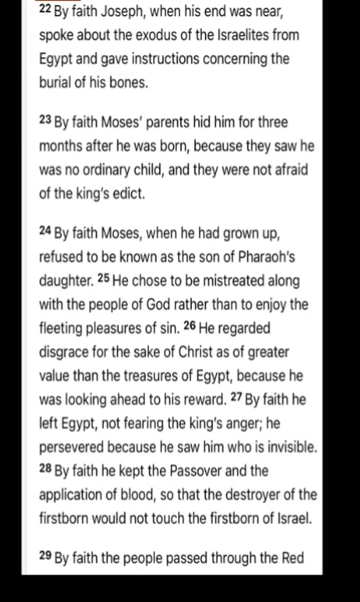 22 By faith Joseph, when his end was near,
spoke about the exodus of the Israelites from
Egypt and gave instructions concerning the
burial of his bones.
23 By faith Moses' parents hid him for three
months after he was born, because they saw he
was no ordinary child, and they were not afraid
of the king's edict.
24 By faith Moses, when he had grown up,
refused to be known as the son of Pharaoh's
daughter. 25 He chose to be mistreated along
with the people of God rather than to enjoy the
fleeting pleasures of sin. 26 He regarded
disgrace for the sake of Christ as of greater
value than the treasures of Egypt, because he
was looking ahead to his reward. 27 By faith he
left Egypt, not fearing the king's anger; he
persevered because he saw him who is invisible.
28 By faith he kept the Passover and the
application of blood, so that the destroyer of the
firstborn would not touch the firstborn of Israel.
29 By faith the people passed through the Red